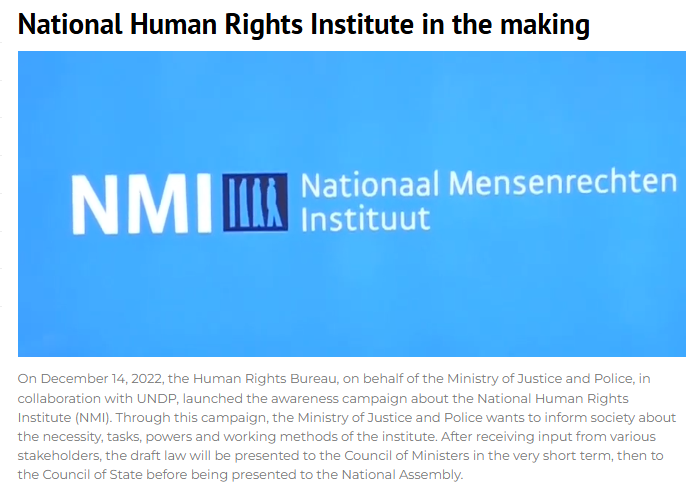 National Human Rights Institute in the making
NMI Nationaal Mensenrechten
Instituut
On December 14, 2022, the Human Rights Bureau, on behalf of the Ministry of Justice and Police, in
collaboration with UNDP, launched the awareness campaign about the National Human Rights
Institute (NMI). Through this campaign, the Ministry of Justice and Police wants to inform society about
the necessity, tasks, powers and working methods of the institute. After receiving input from various
stakeholders, the draft law will be presented to the Council of Ministers in the very short term, then to
the Council of State before being presented to the National Assembly.